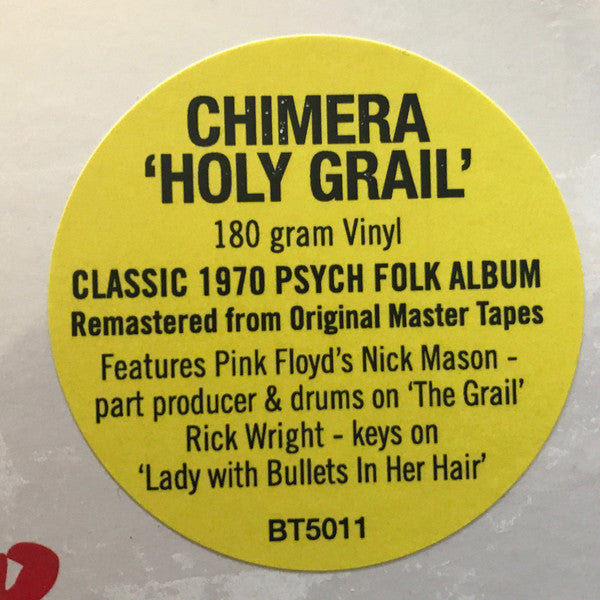 CHIMERA
‘HOLY GRAIL’
180 gram Vinyl
CLASSIC 1970 PSYCH FOLK ALBUM
Remastered from Original Master Tapes
Features Pink Floyd’s Nick Mason -
part producer & drums on ‘The Grail’
Rick Wright - keys on
‘Lady with Bullets In Her Hair’
BT5011